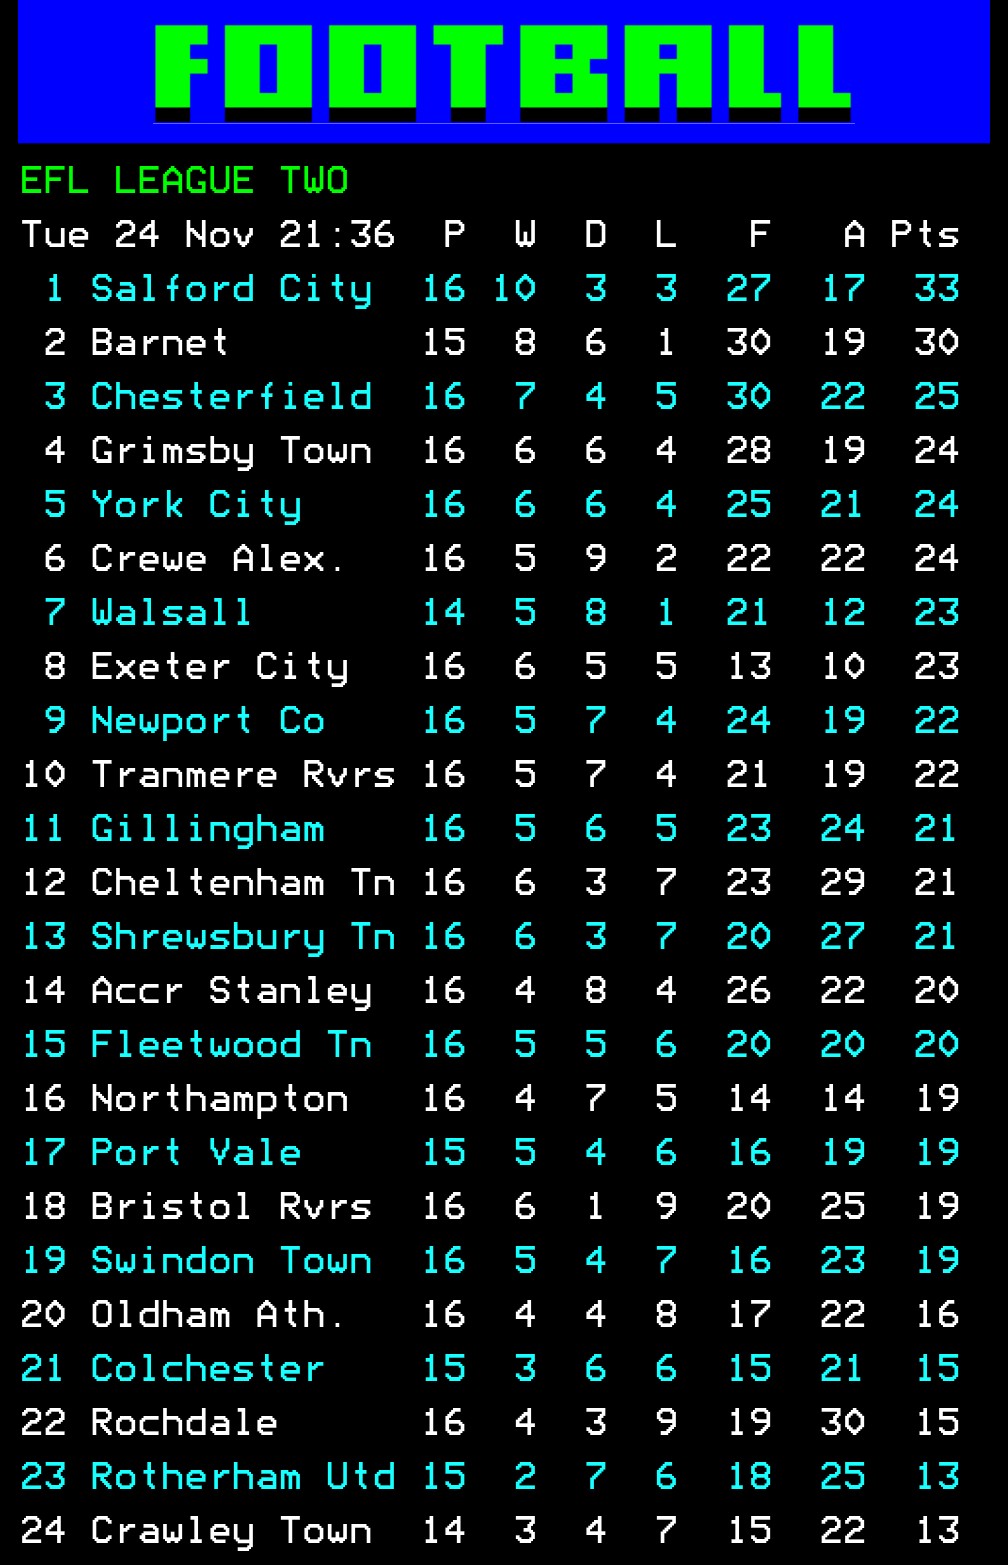 FOOTBALL
EFL LEAGUE TWO
Tue 24 Nov 21:36 P W D L F A Pts
1 Salford City 16 10 3 3 27 17 33
2 Barnet 15 8 6 1 30 19 30
3 Chesterfield 16 7 4 5 30 22 25
4 Grimsby Town 16 6 6 4 28 19 24
5 York City 16 6 6 4 25 21 24
6 Crewe Alex. 16 5 9 2 22 22 24
7 Walsall 14 5 8 1 21 12 23
8 Exeter City 16 6 5 5 13 10 23
9 Newport Co 16 5 7 4 24 19 22
10 Tranmere Rvrs 16 5 7 4 21 19 22
11 Gillingham 16 5 6 5 23 24 21
12 Cheltenham Tn 16 6 3 7 23 29 21
13 Shrewsbury Tn 16 6 3 7 20 27 21
14 Accr Stanley 16 4 8 4 26 22 20
15 Fleetwood Tn 16 5 5 6 20 20 20
16 Northampton 16 4 7 5 14 14 19
17 Port Vale 15 5 4 6 16 19 19
18 Bristol Rvrs 16 6 1 9 20 25 19
19 Swindon Town 16 5 4 7 16 23 19
20 Oldham Ath. 16 4 4 8 17 22 16
21 Colchester 15 3 6 6 15 21 15
22 Rochdale 16 4 3 9 19 30 15
23 Rotherham Utd 15 2 7 6 18 25 13
24 Crawley Town 14 3 4 7 15 22 13